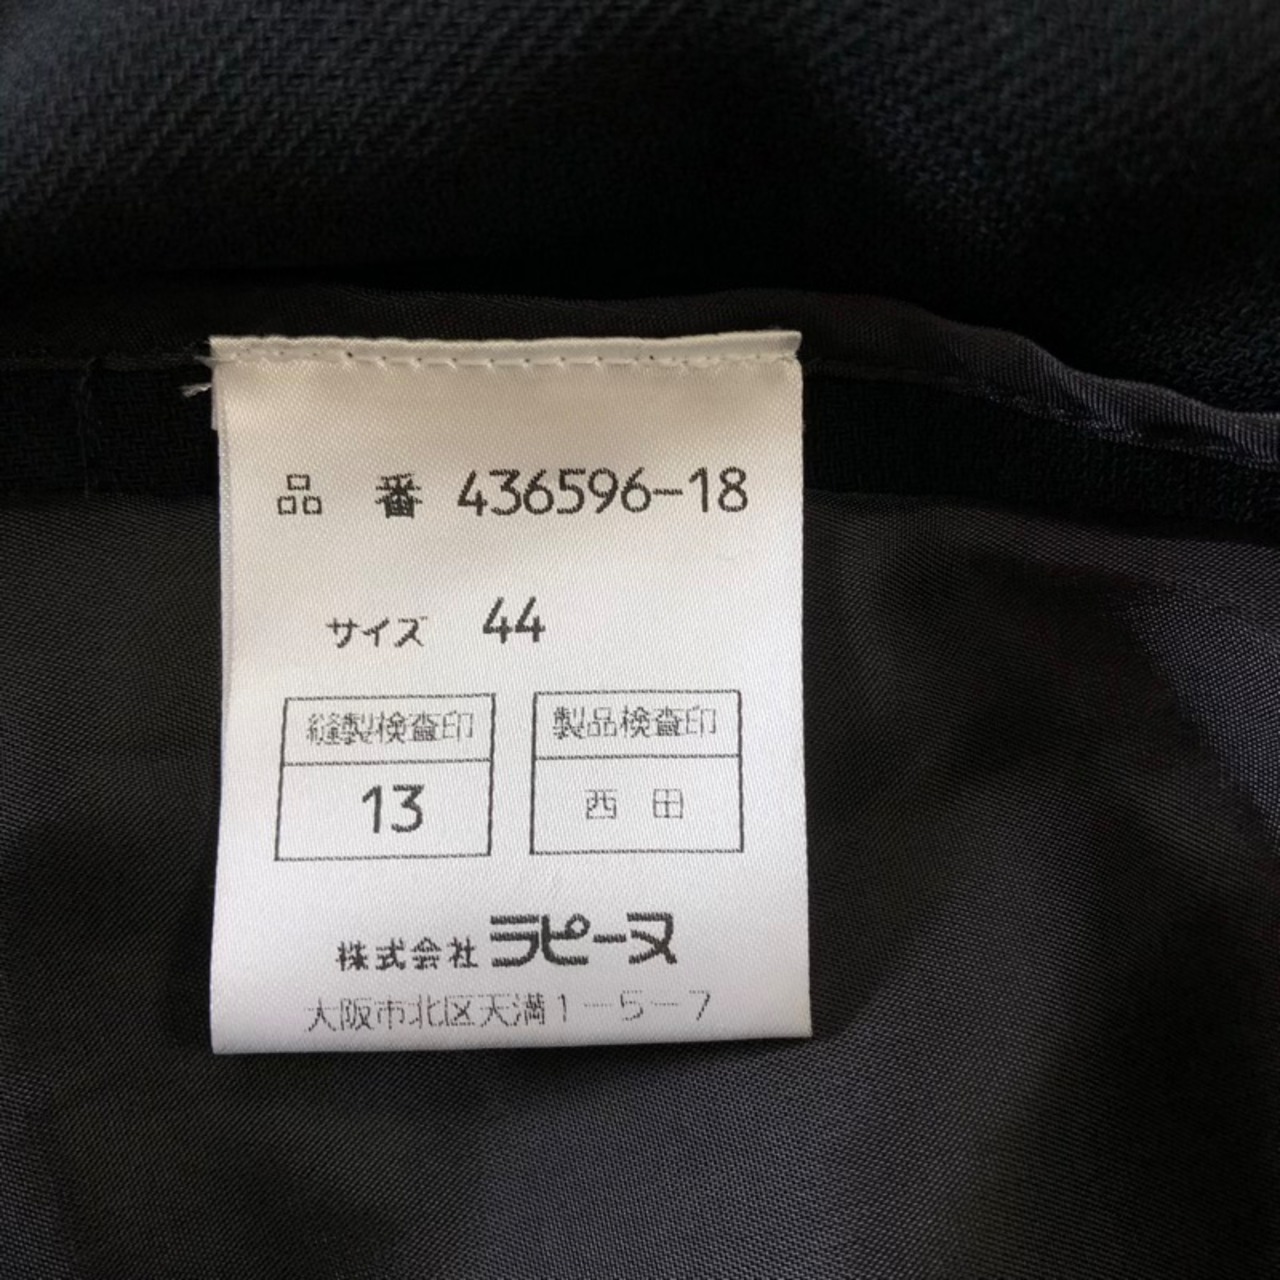 品 番 436596-18
サイズ 44
縫製検査印 製品検査印
13 西 田
株式会社 ラピーヌ
大阪市北区天満1-5-7